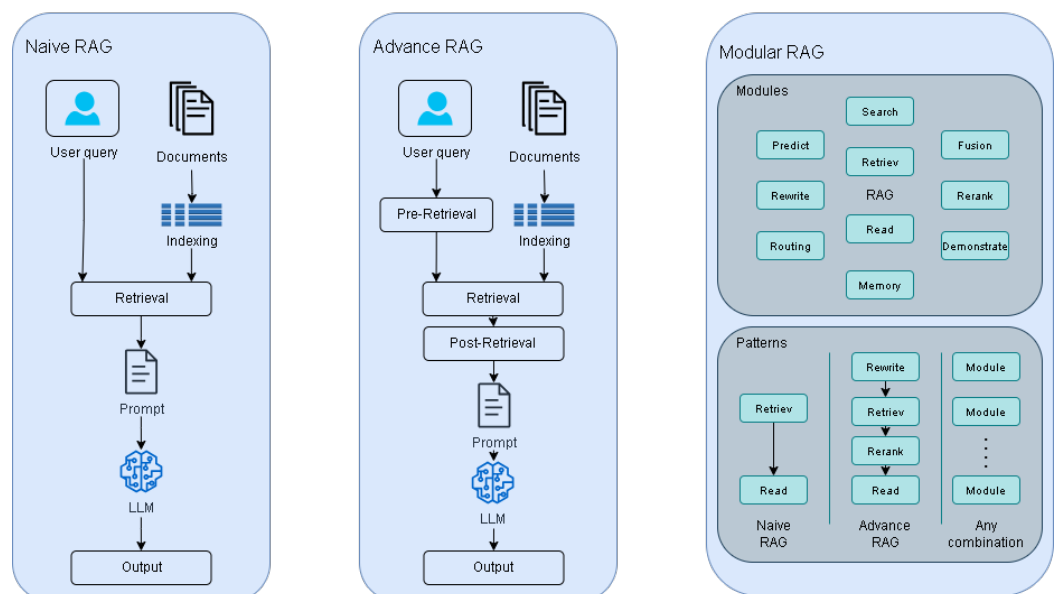 Naive RAG
User query
Documents
Indexing
Retrieval
Prompt
LLM
Output
Advance RAG
User query
Documents
Pre-Retrieval
Indexing
Retrieval
Post-Retrieval
Prompt
LLM
Output
Modular RAG
Modules
Search
Predict
Retriev
Fusion
Rewrite
RAG
Rerank
Routing
Read
Demonstrate
Memory
Patterns
Retriev
Read
Naive
RAG
Rewrite
Retriev
Rerank
Read
Advance
RAG
Module
Module
Module
Any
combination